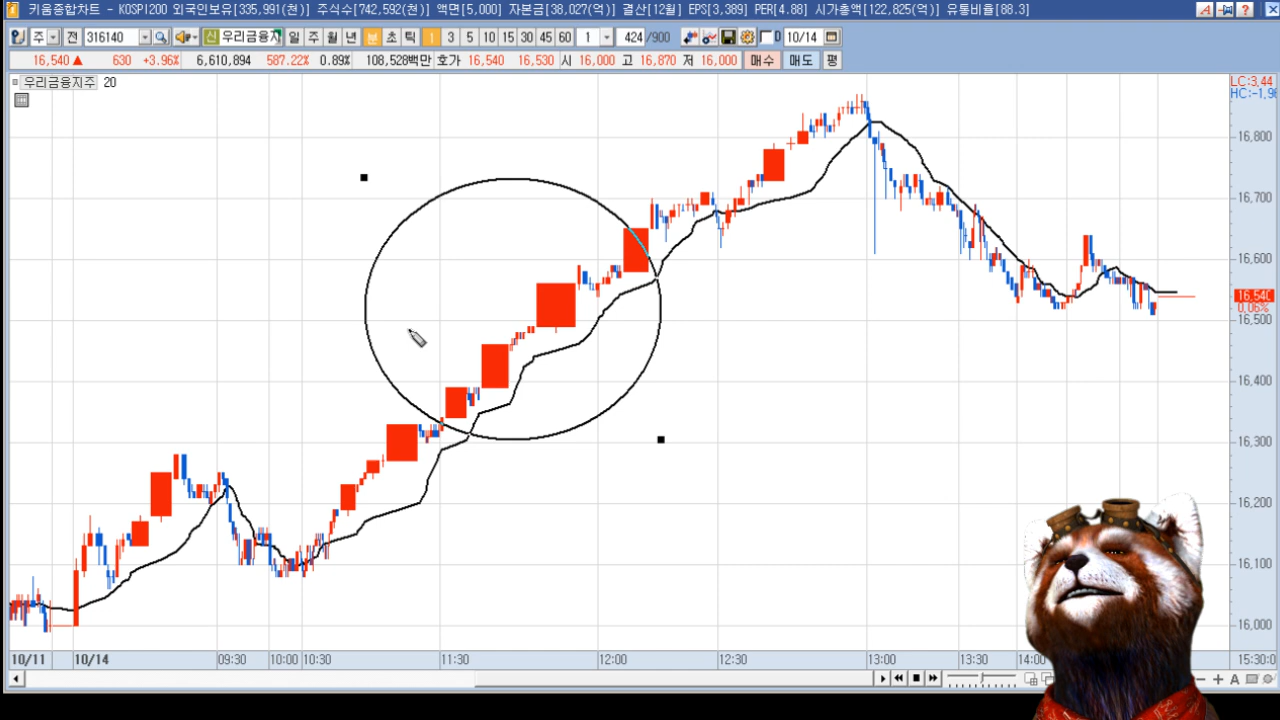 키움종합차트 - KOSPI200 외국인보유[335,991(천)] 주식수[742,592(천)] 액면[5,000] 자본금[38,027(억)] 결산[12월] EPS[3,389] PER[4.88] 시가총액[122,825(억)] 유통비율[88.3]
주 전 316140 신 우리금융지 일 주 월 년 분 초 틱 1 3 5 10 15 30 45 60 1 424 /900 D 10/14
16,540▲ 630 +3.96% 6,610,894 587.22% 0.89% 108,528백만 호가 16,540 16,530 시 16,000 고 16,870 저 16,000 매수 매도 평
우리금융지주 20
LC:3,44
HC:-1,96
16,800
16,700
16,600
16,540
0,06%
16,500
16,400
16,300
16,200
16,100
16,000
10/11 10/14 09:30 10:00 10:30 11:30 12:00 12:30 13:00 13:30 14:00 15:30:0
A